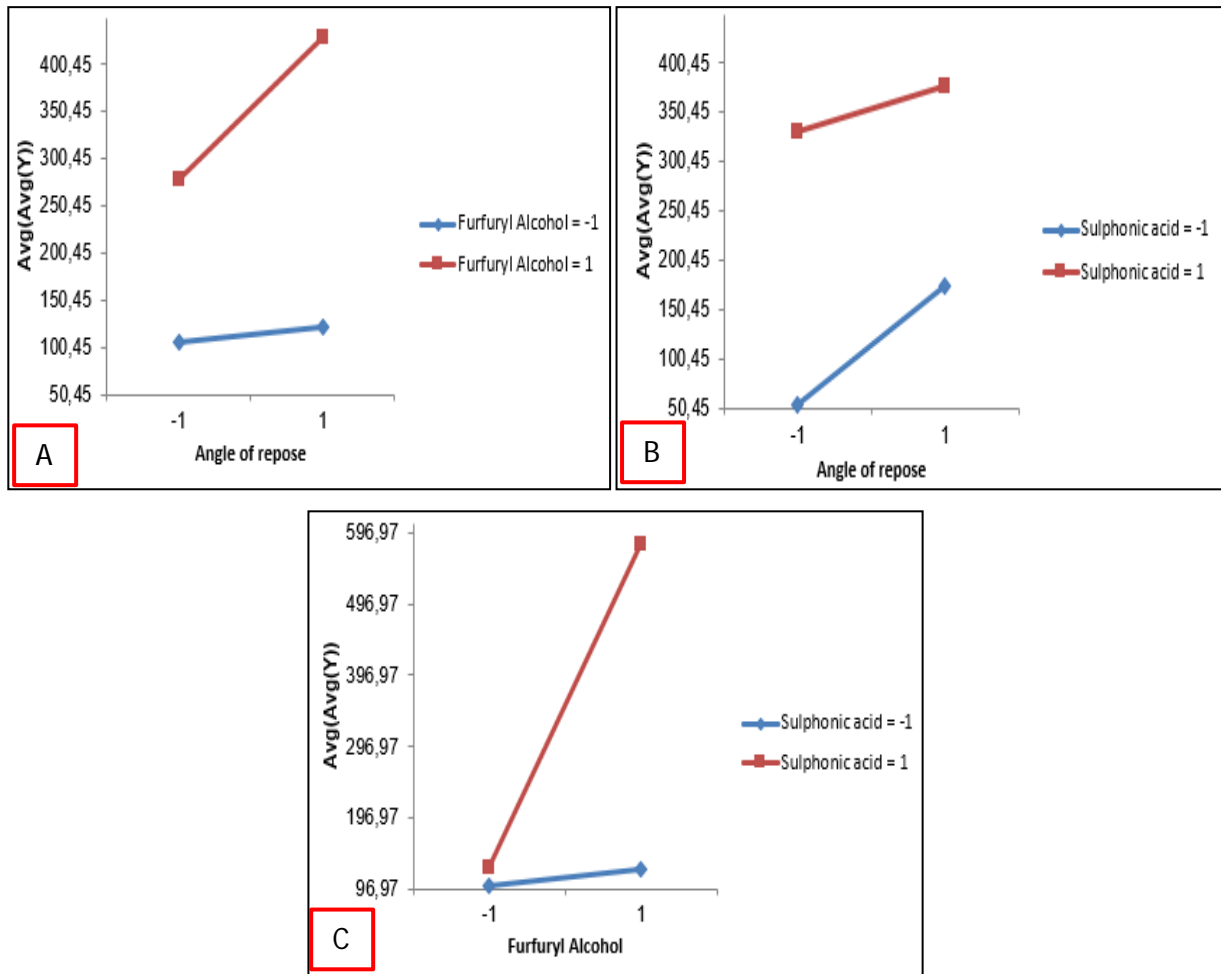 400,45
350,45
300,45
250,45
200,45
150,45
100,45
50,45
Avg(Avg(Y))
-1 1
Angle of repose
Furfuryl Alcohol = -1
Furfuryl Alcohol = 1
A
400,45
350,45
300,45
250,45
200,45
150,45
100,45
50,45
Avg(Avg(Y))
-1 1
Angle of repose
Sulphonic acid = -1
Sulphonic acid = 1
B
596,97
496,97
396,97
296,97
196,97
96,97
Avg(Avg(Y))
-1 1
Furfuryl Alcohol
Sulphonic acid = -1
Sulphonic acid = 1
C